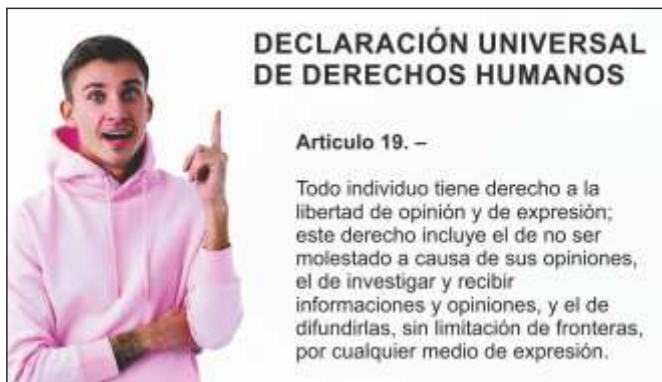 DECLARACIÓN UNIVERSAL
DE DERECHOS HUMANOS
Articulo 19. –
Todo individuo tiene derecho a la
libertad de opinión y de expresión;
este derecho incluye el de no ser
molestado a causa de sus opiniones,
el de investigar y recibir
informaciones y opiniones, y el de
difundirlas, sin limitación de fronteras,
por cualquier medio de expresión.